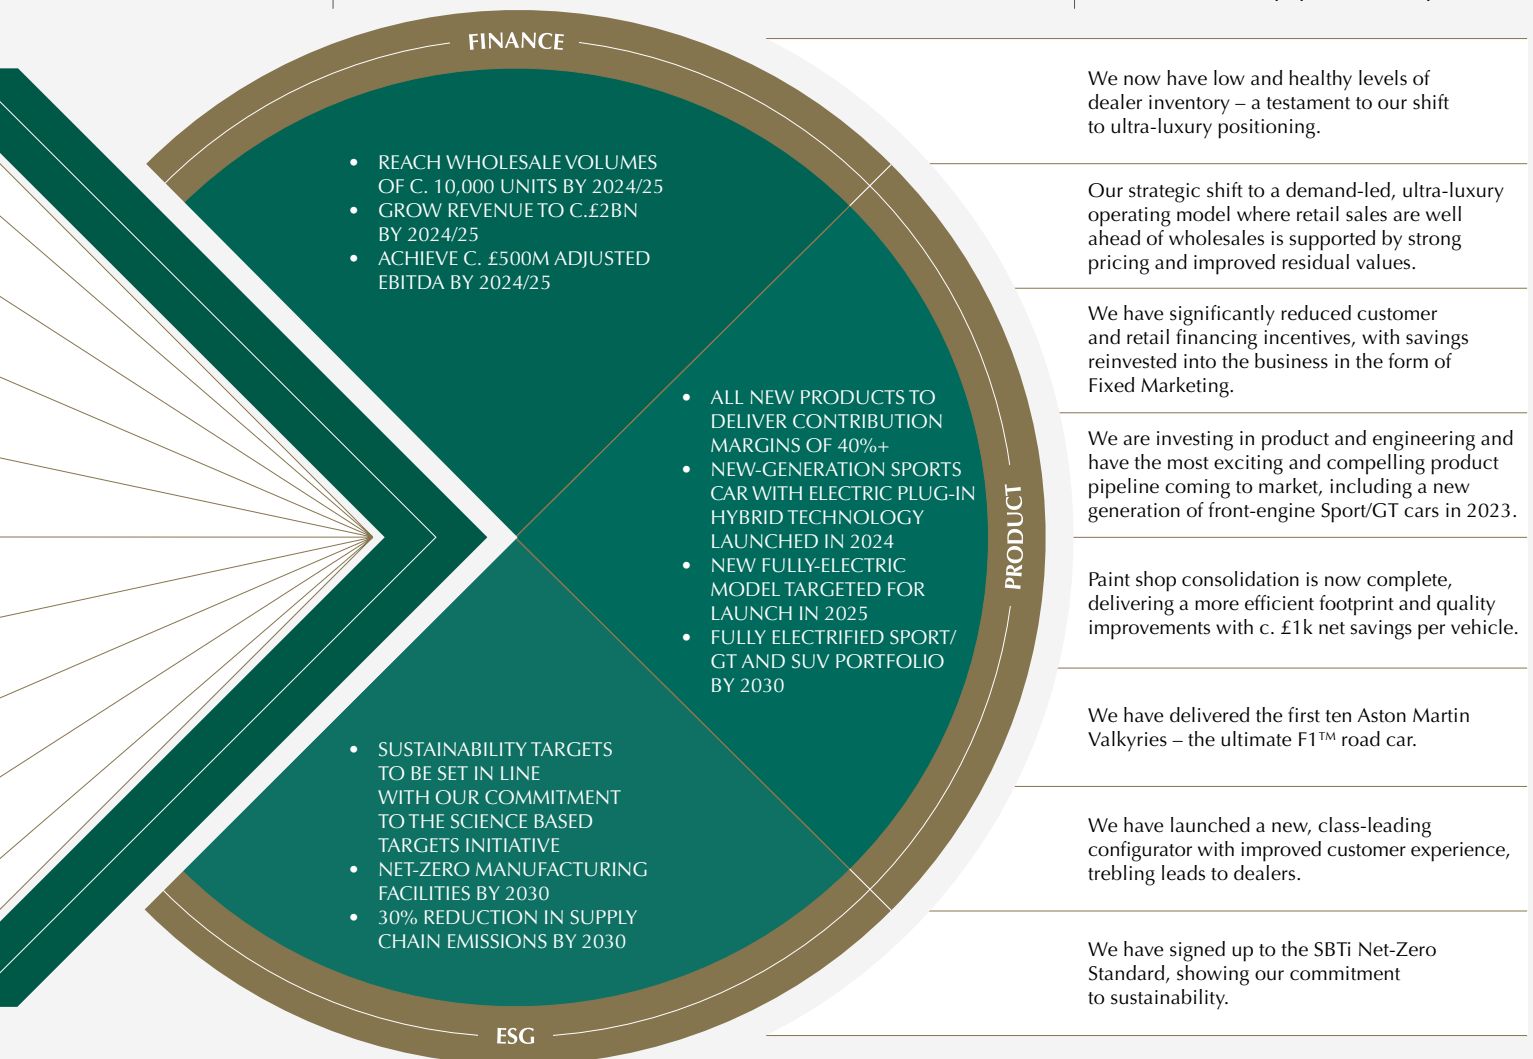 FINANCE
• REACH WHOLESALE VOLUMES
OF C. 10,000 UNITS BY 2024/25
• GROW REVENUE TO C.£2BN
BY 2024/25
• ACHIEVE C. £500M ADJUSTED
EBITDA BY 2024/25
PRODUCT
• ALL NEW PRODUCTS TO
DELIVER CONTRIBUTION
MARGINS OF 40%+
• NEW-GENERATION SPORTS
CAR WITH ELECTRIC PLUG-IN
HYBRID TECHNOLOGY
LAUNCHED IN 2024
• NEW FULLY-ELECTRIC
MODEL TARGETED FOR
LAUNCH IN 2025
• FULLY ELECTRIFIED SPORT/
GT AND SUV PORTFOLIO
BY 2030
• SUSTAINABILITY TARGETS
TO BE SET IN LINE
WITH OUR COMMITMENT
TO THE SCIENCE BASED
TARGETS INITIATIVE
• NET-ZERO MANUFACTURING
FACILITIES BY 2030
• 30% REDUCTION IN SUPPLY
CHAIN EMISSIONS BY 2030
ESG
We now have low and healthy levels of
dealer inventory – a testament to our shift
to ultra-luxury positioning.
Our strategic shift to a demand-led, ultra-luxury
operating model where retail sales are well
ahead of wholesales is supported by strong
pricing and improved residual values.
We have significantly reduced customer
and retail financing incentives, with savings
reinvested into the business in the form of
Fixed Marketing.
We are investing in product and engineering and
have the most exciting and compelling product
pipeline coming to market, including a new
generation of front-engine Sport/GT cars in 2023.
Paint shop consolidation is now complete,
delivering a more efficient footprint and quality
improvements with c. £1k net savings per vehicle.
We have delivered the first ten Aston Martin
Valkyries – the ultimate F1™ road car.
We have launched a new, class-leading
configurator with improved customer experience,
trebling leads to dealers.
We have signed up to the SBTi Net-Zero
Standard, showing our commitment
to sustainability.